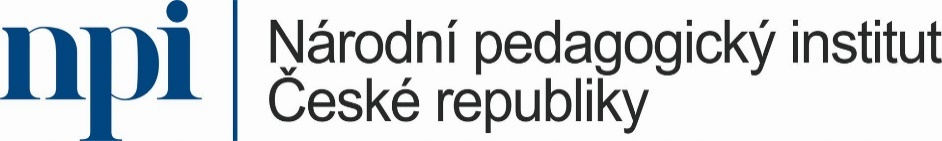 npi
Národní pedagogický institut
České republiky